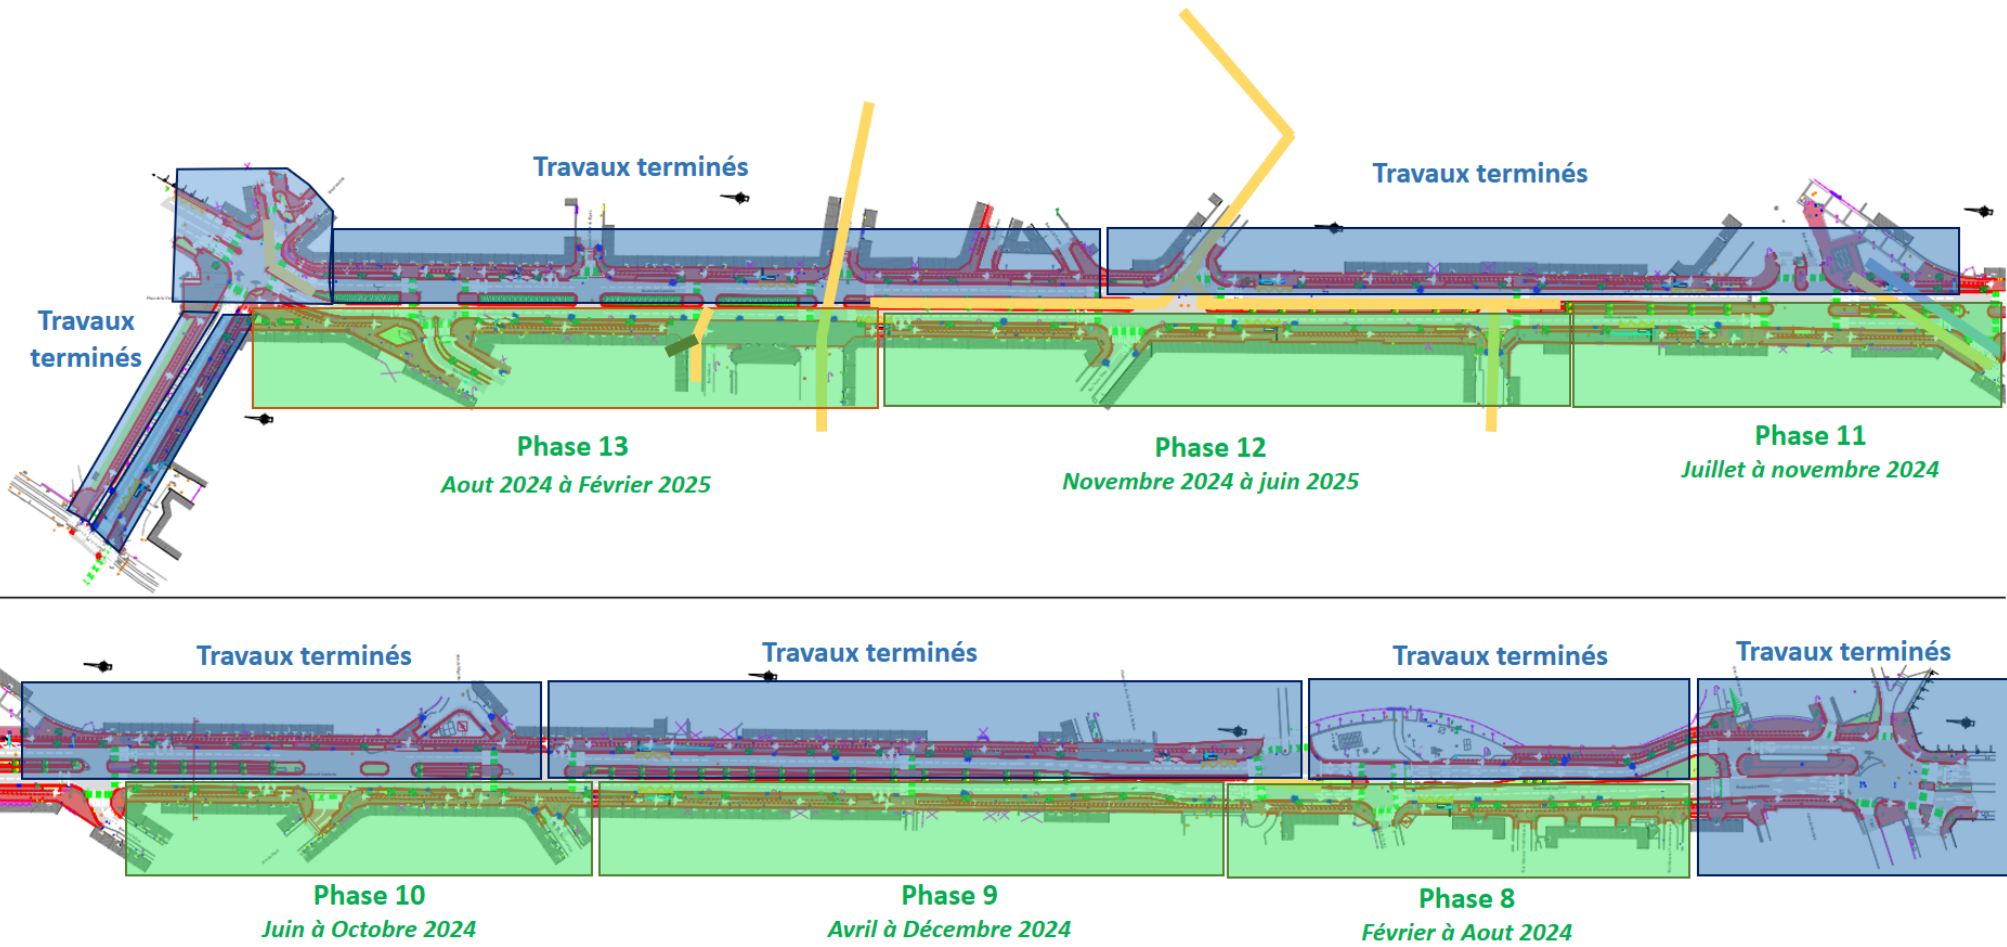 Travaux terminés
Travaux terminés
Travaux
terminés
Phase 13
Aout 2024 à Février 2025
Phase 12
Novembre 2024 à juin 2025
Phase 11
Juillet à novembre 2024
Travaux terminés
Travaux terminés
Travaux terminés
Travaux terminés
Phase 10
Juin à Octobre 2024
Phase 9
Avril à Décembre 2024
Phase 8
Février à Aout 2024